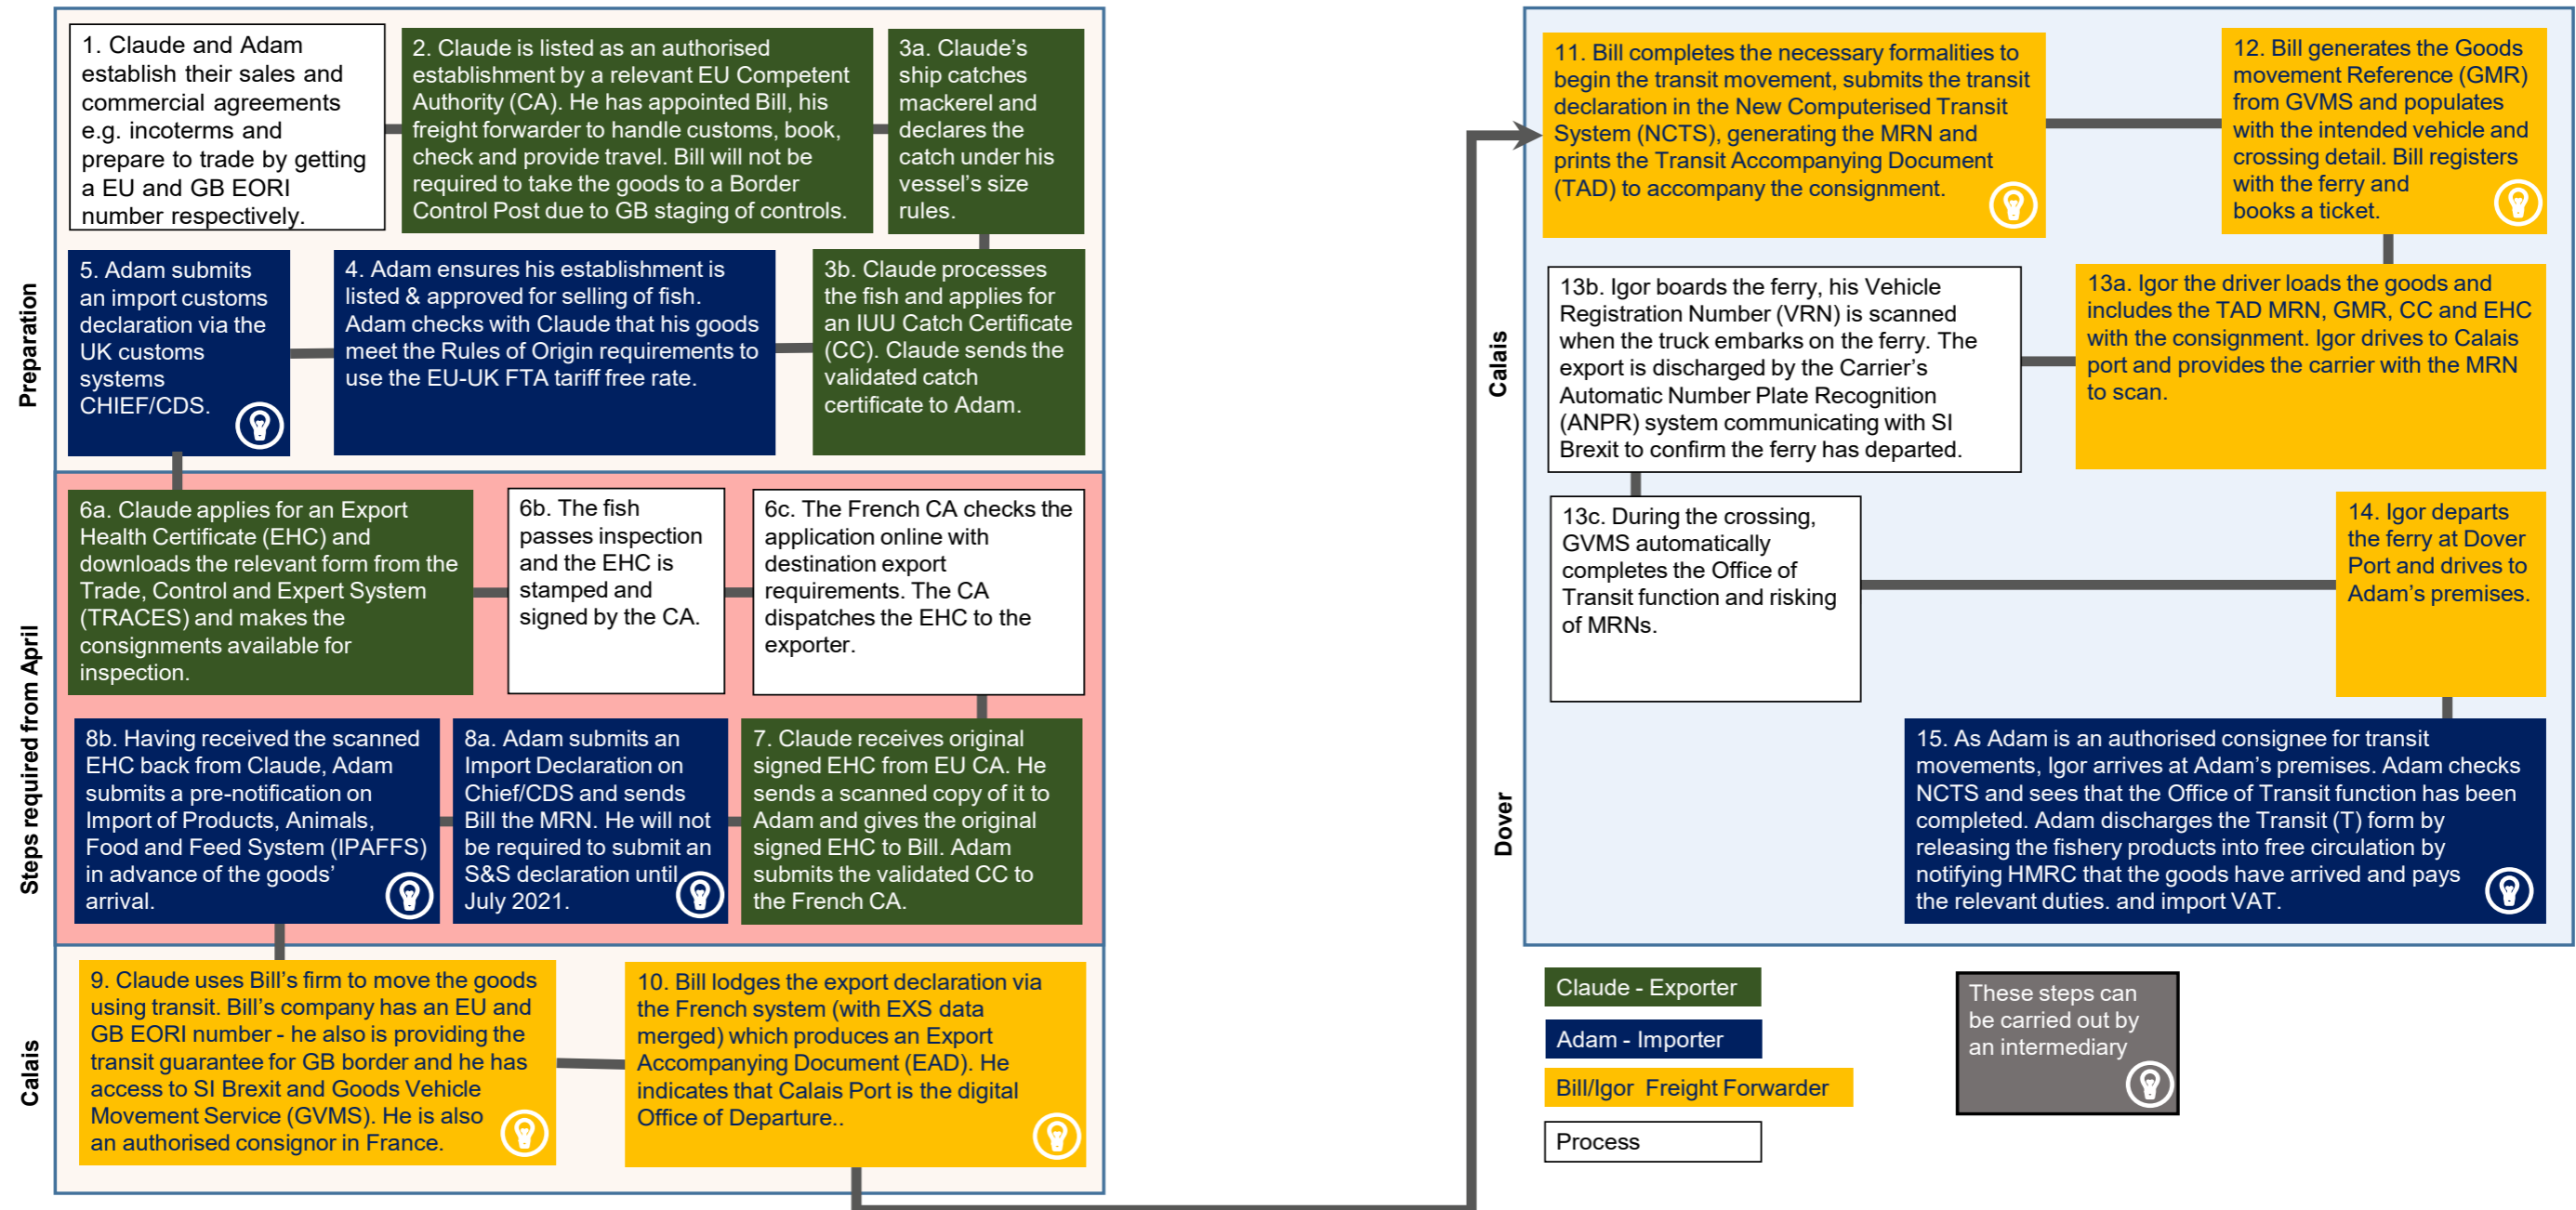 1. Claude and Adam
establish their sales and
commercial agreements
e.g. incoterms and
prepare to trade by getting
a EU and GB EORI
number respectively.
2. Claude is listed as an authorised
establishment by a relevant EU Competent
Authority (CA). He has appointed Bill, his
freight forwarder to handle customs, book,
check and provide travel. Bill will not be
required to take the goods to a Border
Control Post due to GB staging of controls.
3a. Claude's
ship catches
mackerel and
declares the
catch under his
vessel's size
rules.
Preparation
5. Adam submits
an import customs
declaration via the
UK customs
systems
CHIEF/CDS.
4. Adam ensures his establishment is
listed & approved for selling of fish.
Adam checks with Claude that his goods
meet the Rules of Origin requirements to
use the EU-UK FTA tariff free rate.
3b. Claude processes
the fish and applies for
an IUU Catch Certificate
(CC). Claude sends the
validated catch
certificate to Adam.
Steps required from April
6a. Claude applies for an Export
Health Certificate (EHC) and
downloads the relevant form from the
Trade, Control and Expert System
(TRACES) and makes the
consignments available for
inspection.
6b. The fish
passes inspection
and the EHC is
stamped and
signed by the CA.
6c. The French CA checks the
application online with
destination export
requirements. The CA
dispatches the EHC to the
exporter.
8b. Having received the scanned
EHC back from Claude, Adam
submits a pre-notification on
Import of Products, Animals,
Food and Feed System (IPAFFS)
in advance of the goods'
arrival.
8a. Adam submits an
Import Declaration on
Chief/CDS and sends
Bill the MRN. He will not
be required to submit an
S&S declaration until
July 2021.
7. Claude receives original
signed EHC from EU CA. He
sends a scanned copy of it to
Adam and gives the original
signed EHC to Bill. Adam
submits the validated CC to
the French CA.
Calais
9. Claude uses Bill's firm to move the goods
using transit. Bill's company has an EU and
GB EORI number - he also is providing the
transit guarantee for GB border and he has
access to SI Brexit and Goods Vehicle
Movement Service (GVMS). He is also
an authorised consignor in France.
10. Bill lodges the export declaration via
the French system (with EXS data
merged) which produces an Export
Accompanying Document (EAD). He
indicates that Calais Port is the digital
Office of Departure..
11. Bill completes the necessary formalities to
begin the transit movement, submits the transit
declaration in the New Computerised Transit
System (NCTS), generating the MRN and
prints the Transit Accompanying Document
(TAD) to accompany the consignment.
12. Bill generates the Goods
movement Reference (GMR)
from GVMS and populates
with the intended vehicle and
crossing detail. Bill registers
with the ferry and
books a ticket.
Calais
13b. Igor boards the ferry, his Vehicle
Registration Number (VRN) is scanned
when the truck embarks on the ferry. The
export is discharged by the Carrier's
Automatic Number Plate Recognition
(ANPR) system communicating with SI
Brexit to confirm the ferry has departed.
13a. Igor the driver loads the goods and
includes the TAD MRN, GMR, CC and EHC
with the consignment. Igor drives to Calais
port and provides the carrier with the MRN
to scan.
13c. During the crossing,
GVMS automatically
completes the Office of
Transit function and risking
of MRNs.
14. Igor departs
the ferry at Dover
Port and drives to
Adam's premises.
Dover
15. As Adam is an authorised consignee for transit
movements, Igor arrives at Adam's premises. Adam checks
NCTS and sees that the Office of Transit function has been
completed. Adam discharges the Transit (T) form by
releasing the fishery products into free circulation by
notifying HMRC that the goods have arrived and pays
the relevant duties. and import VAT.
Claude - Exporter
Adam - Importer
Bill/Igor Freight Forwarder
Process
These steps can
be carried out by
an intermediary